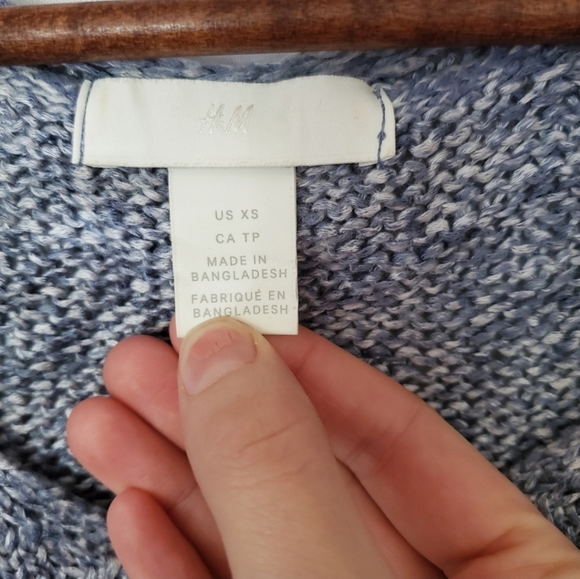 H&M
US XS
CA TP
MADE IN
BANGLADESH
FABRIQUÉ EN
BANGLADESH